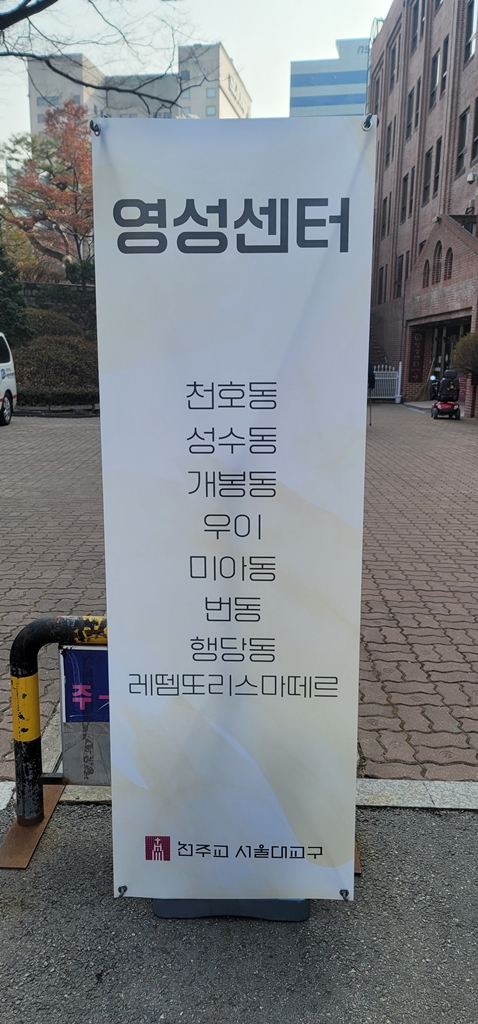 영성센터
천호동
성수동
개봉동
우이
미아동
번동
행당동
레뎀또리스마떼르
천주교 서울대교구
주